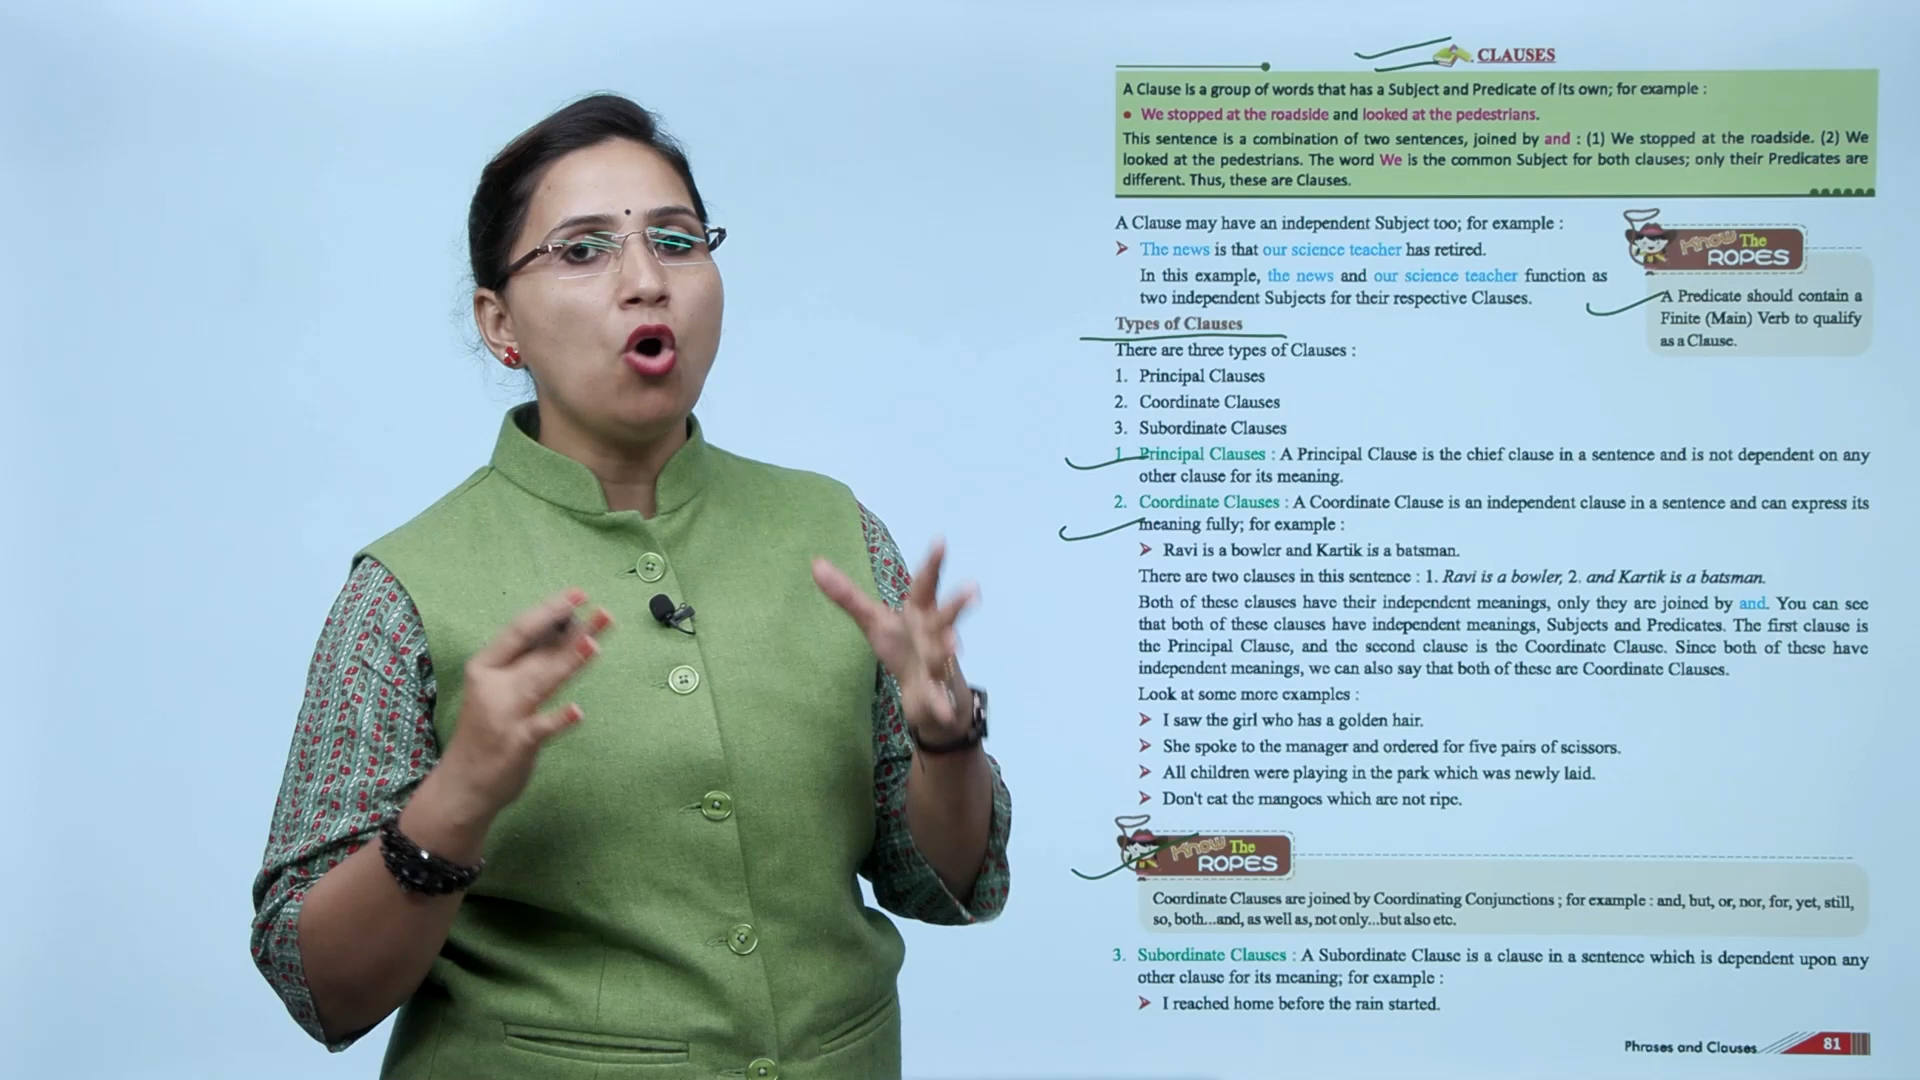 CLAUSES
A Clause is a group of words that has a Subject and Predicate of its own; for example :
• We stopped at the roadside and looked at the pedestrians.
This sentence is a combination of two sentences, joined by and : (1) We stopped at the roadside. (2) We
looked at the pedestrians. The word We is the common Subject for both clauses; only their Predicates are
different. Thus, these are Clauses.
A Clause may have an independent Subject too; for example :
➤ The news is that our science teacher has retired.
In this example, the news and our science teacher function as
two independent Subjects for their respective Clauses.
Know The
ROPES
A Predicate should contain a
Finite (Main) Verb to qualify
as a Clause.
Types of Clauses
There are three types of Clauses :
1. Principal Clauses
2. Coordinate Clauses
3. Subordinate Clauses
1. Principal Clauses : A Principal Clause is the chief clause in a sentence and is not dependent on any
other clause for its meaning.
2. Coordinate Clauses : A Coordinate Clause is an independent clause in a sentence and can express its
meaning fully; for example :
➤ Ravi is a bowler and Kartik is a batsman.
There are two clauses in this sentence : 1. Ravi is a bowler, 2. and Kartik is a batsman.
Both of these clauses have their independent meanings, only they are joined by and. You can see
that both of these clauses have independent meanings, Subjects and Predicates. The first clause is
the Principal Clause, and the second clause is the Coordinate Clause. Since both of these have
independent meanings, we can also say that both of these are Coordinate Clauses.
Look at some more examples :
➤ I saw the girl who has a golden hair.
➤ She spoke to the manager and ordered for five pairs of scissors.
➤ All children were playing in the park which was newly laid.
➤ Don't eat the mangoes which are not ripe.
Know The
ROPES
Coordinate Clauses are joined by Coordinating Conjunctions ; for example : and, but, or, nor, for, yet, still,
so, both...and, as well as, not only...but also etc.
3. Subordinate Clauses : A Subordinate Clause is a clause in a sentence which is dependent upon any
other clause for its meaning; for example :
➤ I reached home before the rain started.
Phrases and Clauses 81